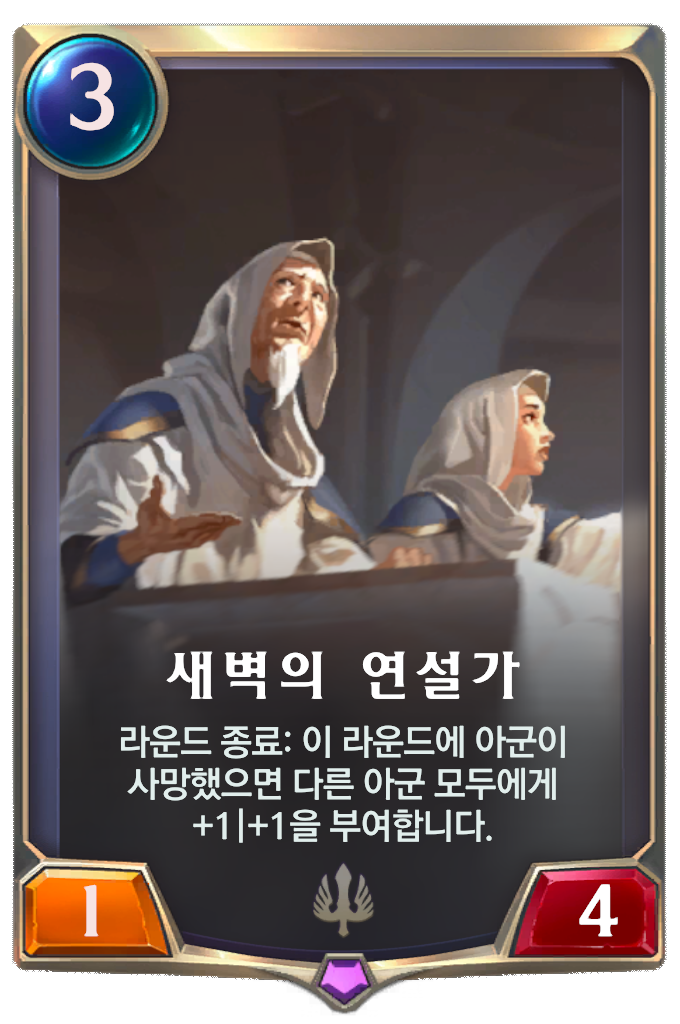 3
새벽의 연설가
라운드 종료: 이 라운드에 아군이
사망했으면 다른 아군 모두에게
+1|+1을 부여합니다.
1
4